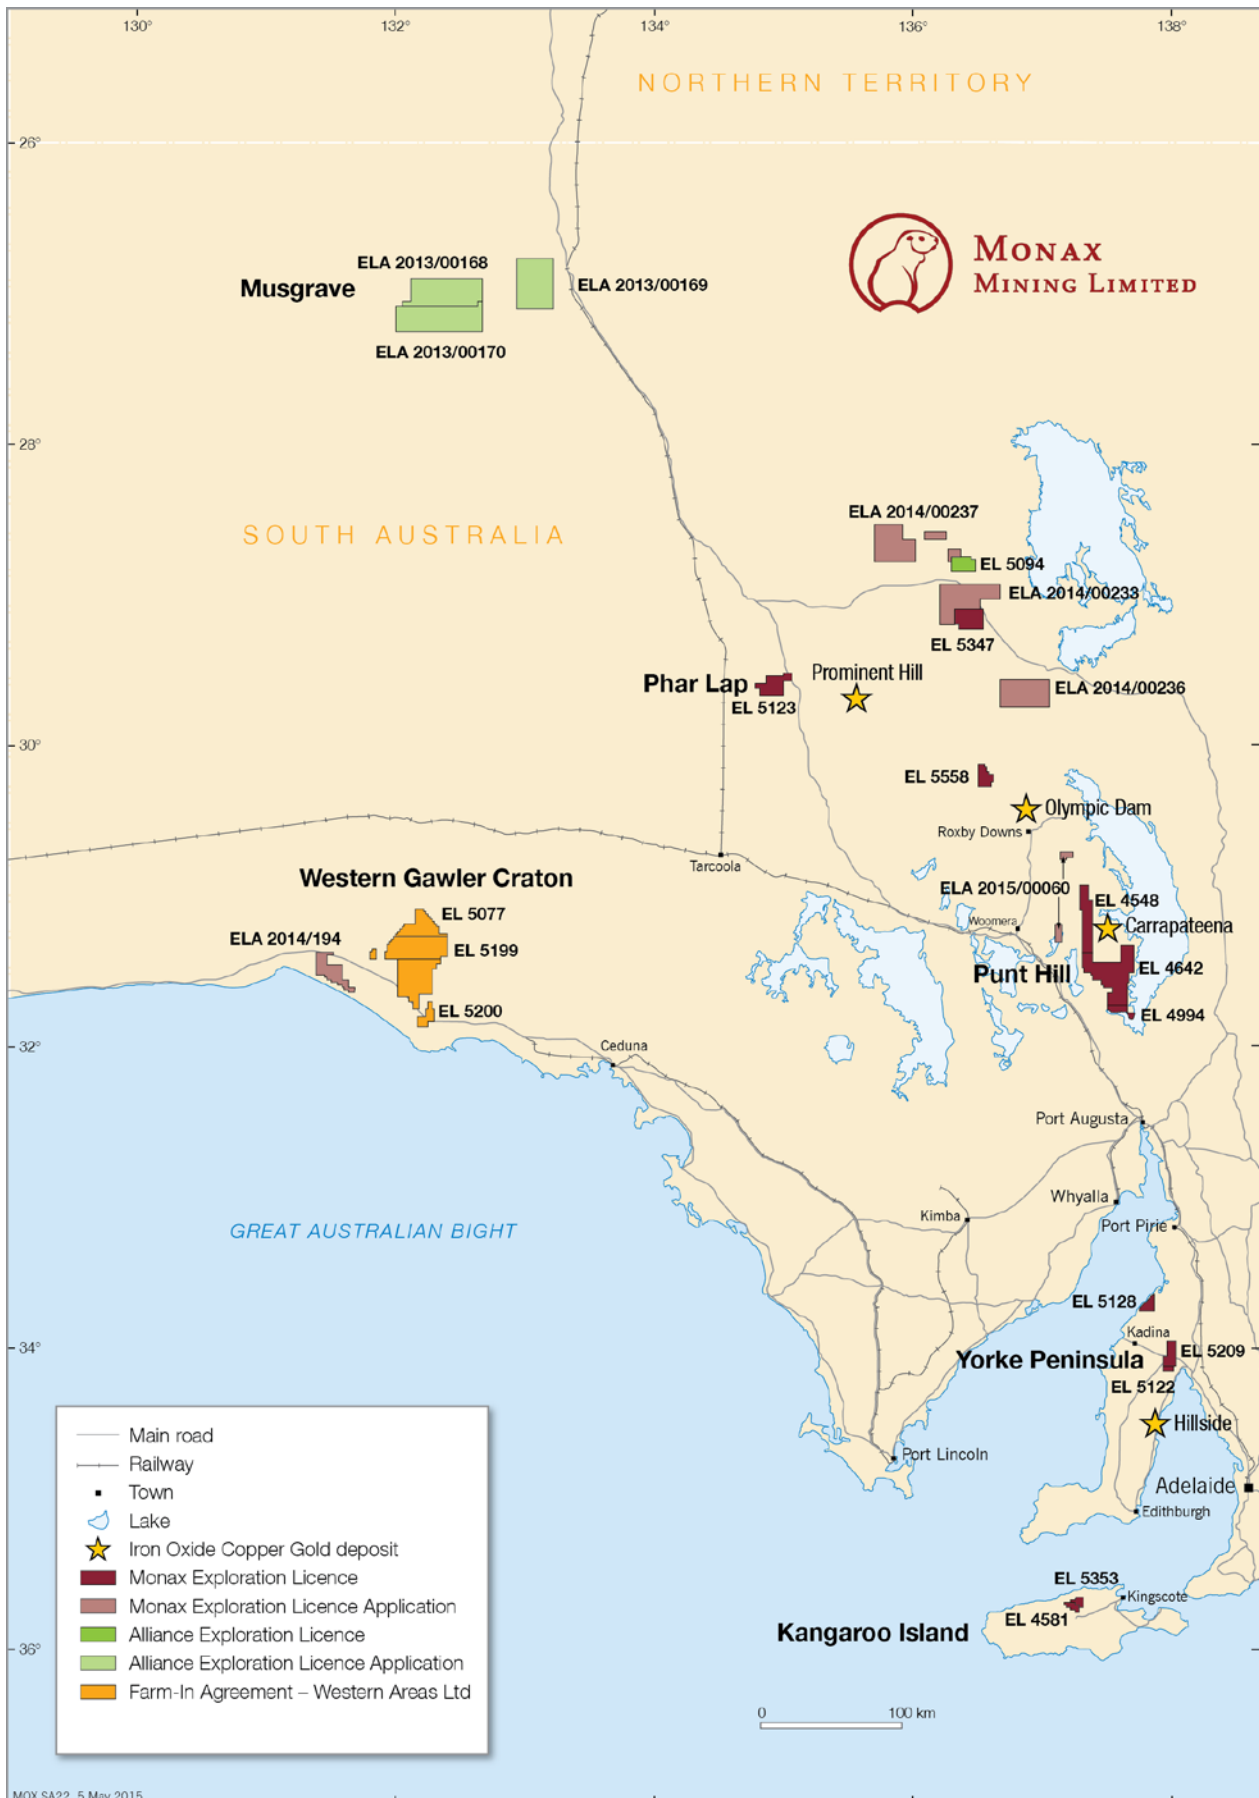 130°
132°
134°
136°
138°
NORTHERN TERRITORY
26°
MONAX
MINING LIMITED
ELA 2013/00168
Musgrave
ELA 2013/00169
ELA 2013/00170
28°
SOUTH AUSTRALIA
ELA 2014/00237
EL 5094
ELA 2014/00233
EL 5347
Prominent Hill
Phar Lap
EL 5123
ELA 2014/00236
30°
EL 5558
Olympic Dam
Roxby Downs
Tarcoola
Western Gawler Craton
ELA 2015/00060
EL 4548
EL 5077
Woomera
Carrapateena
ELA 2014/194
EL 5199
Punt Hill
EL 4642
EL 5200
EL 4994
32°
Ceduna
Port Augusta
Whyalla
Kimba
Port Pirie
GREAT AUSTRALIAN BIGHT
EL 5128
Kadina
34°
EL 5209
Yorke Peninsula
EL 5122
Hillside
Port Lincoln
Adelaide
Edithburgh
EL 5353
Kingscote
EL 4581
Kangaroo Island
36°
Main road
Railway
Town
Lake
Iron Oxide Copper Gold deposit
Monax Exploration Licence
Monax Exploration Licence Application
Alliance Exploration Licence
Alliance Exploration Licence Application
Farm-In Agreement – Western Areas Ltd
0
100 km
MOX SA22 5 May 2015